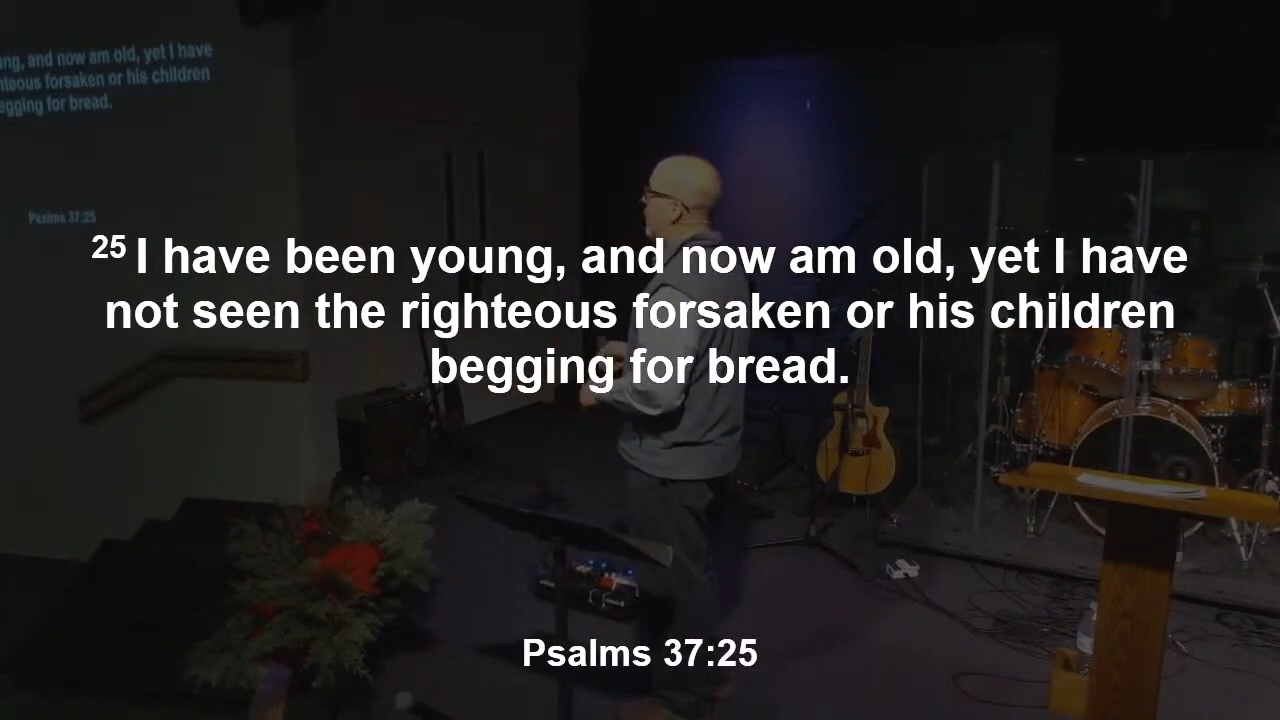 ng, and now am old, yet I have
teous forsaken or his children
egging for bread.
Psalms 37:25
25 I have been young, and now am old, yet I have
not seen the righteous forsaken or his children
begging for bread.
Psalms 37:25